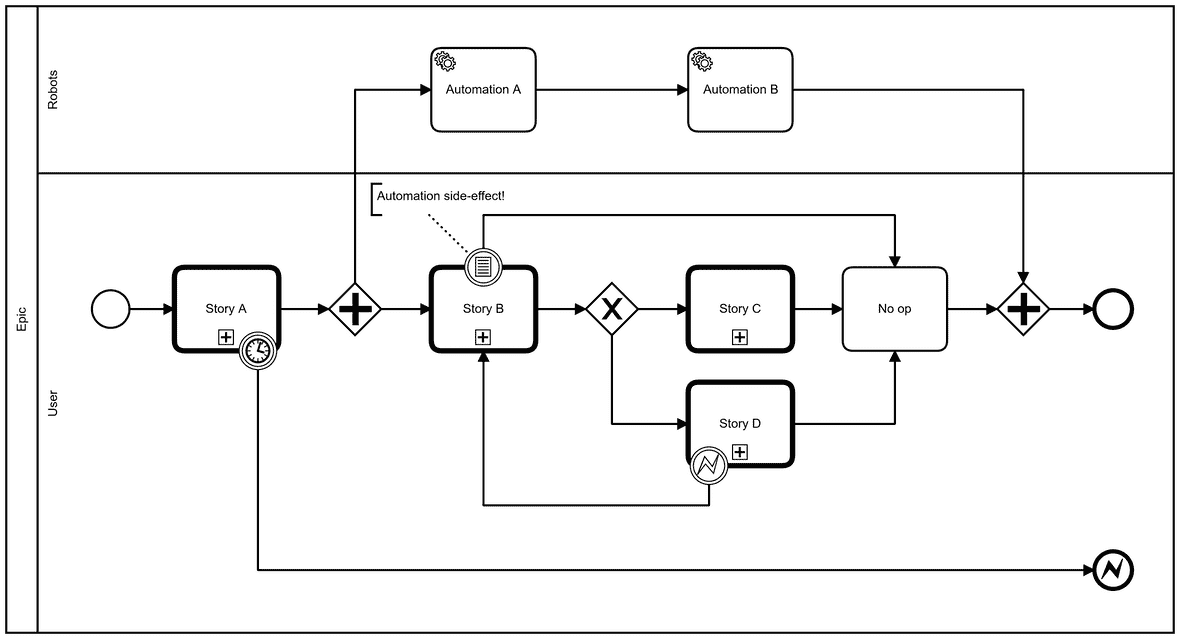 Epic
Robots
Automation A
Automation B
User
Automation side-effect!
Story A
Story B
X
Story C
No op
Story D